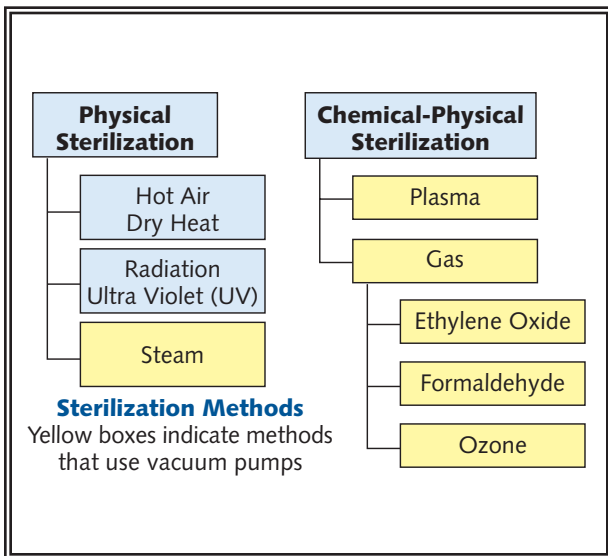 Physical
Sterilization
Hot Air
Dry Heat
Radiation
Ultra Violet (UV)
Steam
Sterilization Methods
Yellow boxes indicate methods
that use vacuum pumps
Chemical-Physical
Sterilization
Plasma
Gas
Ethylene Oxide
Formaldehyde
Ozone